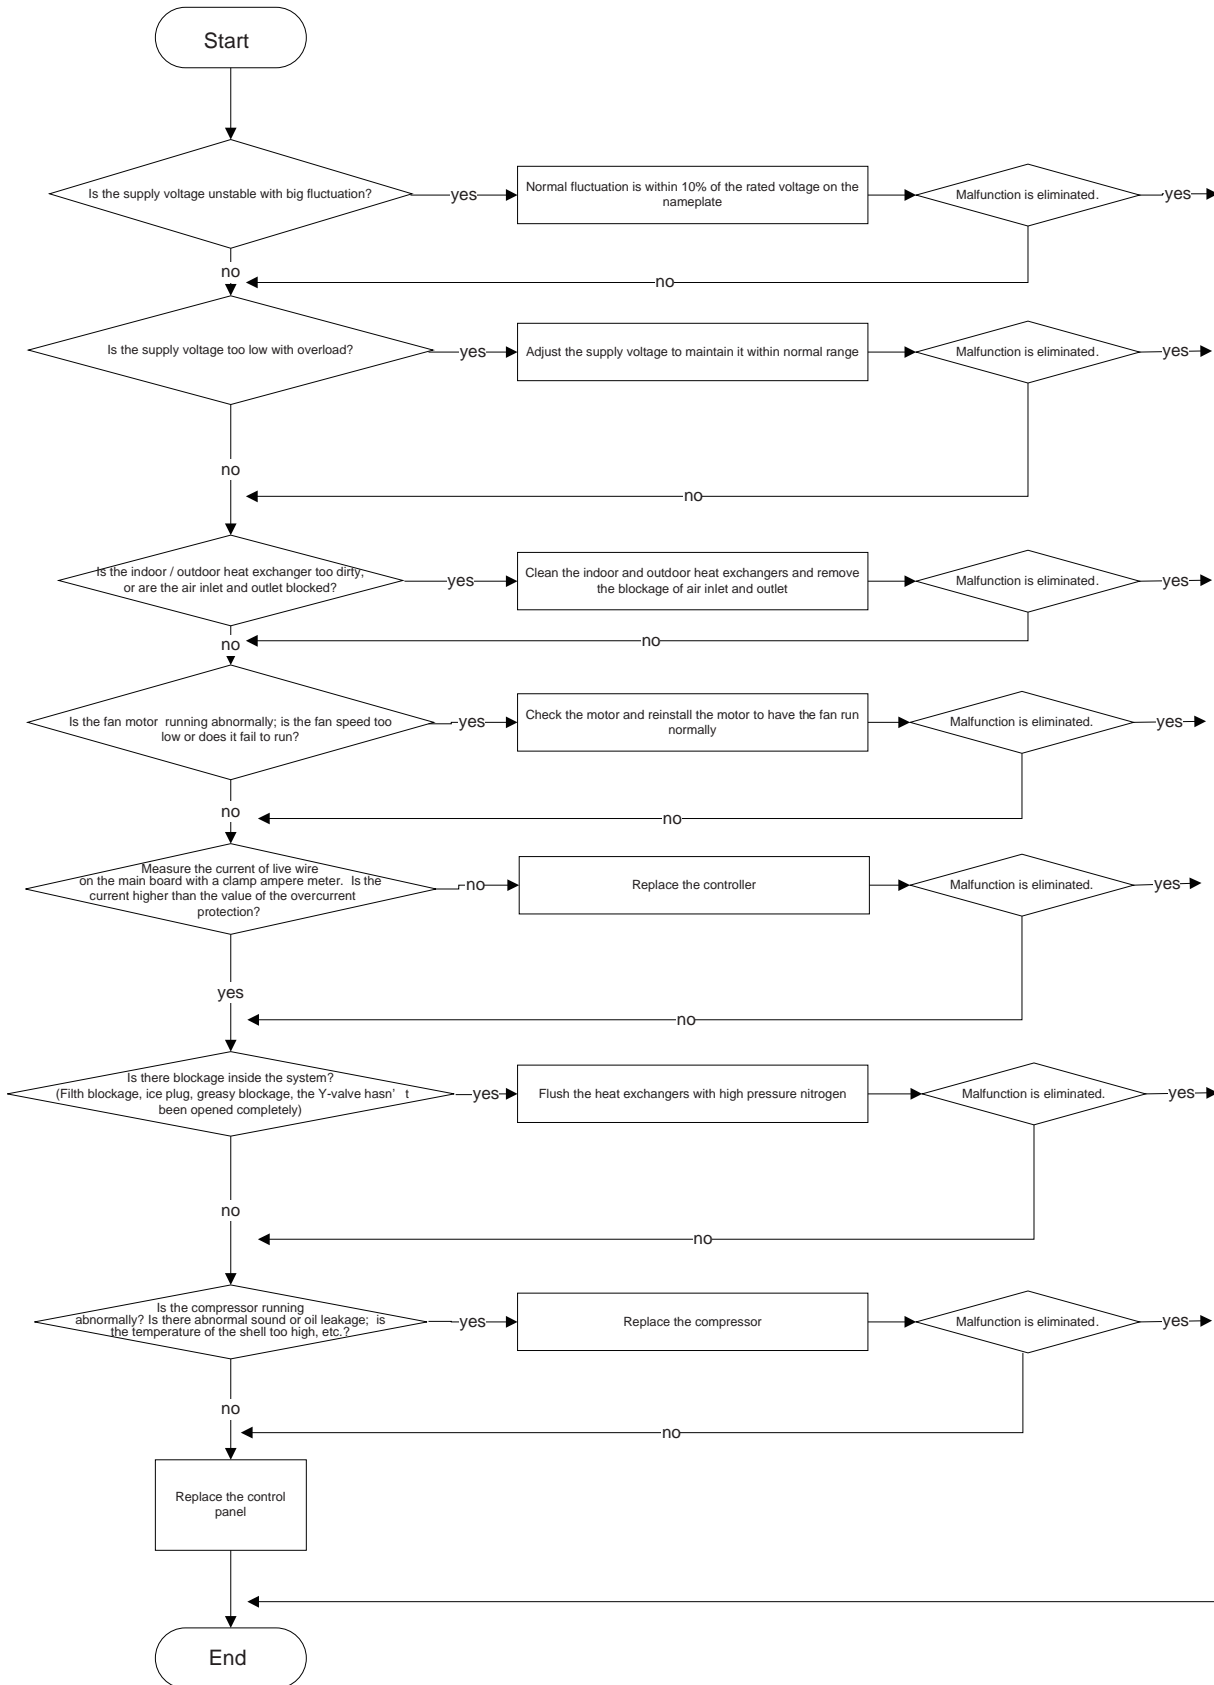 Start
Is the supply voltage unstable with big fluctuation?
yes
Normal fluctuation is within 10% of the rated voltage on the
nameplate
Malfunction is eliminated.
yes
no
no
Is the supply voltage too low with overload?
yes
Adjust the supply voltage to maintain it within normal range
Malfunction is eliminated.
yes
no
no
Is the indoor / outdoor heat exchanger too dirty,
or are the air inlet and outlet blocked?
yes
Clean the indoor and outdoor heat exchangers and remove
the blockage of air inlet and outlet
Malfunction is eliminated.
yes
no
no
Is the fan motor running abnormally; is the fan speed too
low or does it fail to run?
yes
Check the motor and reinstall the motor to have the fan run
normally
Malfunction is eliminated.
yes
no
no
Measure the current of live wire
on the main board with a clamp ampere meter. Is the
current higher than the value of the overcurrent
protection?
no
Replace the controller
Malfunction is eliminated.
yes
yes
no
Is there blockage inside the system?
(Filth blockage, ice plug, greasy blockage, the Y-valve hasn' t
been opened completely)
yes
Flush the heat exchangers with high pressure nitrogen
Malfunction is eliminated.
yes
no
no
Is the compressor running
abnormally? Is there abnormal sound or oil leakage; is
the temperature of the shell too high, etc.?
yes
Replace the compressor
Malfunction is eliminated.
yes
no
no
Replace the control
panel
End